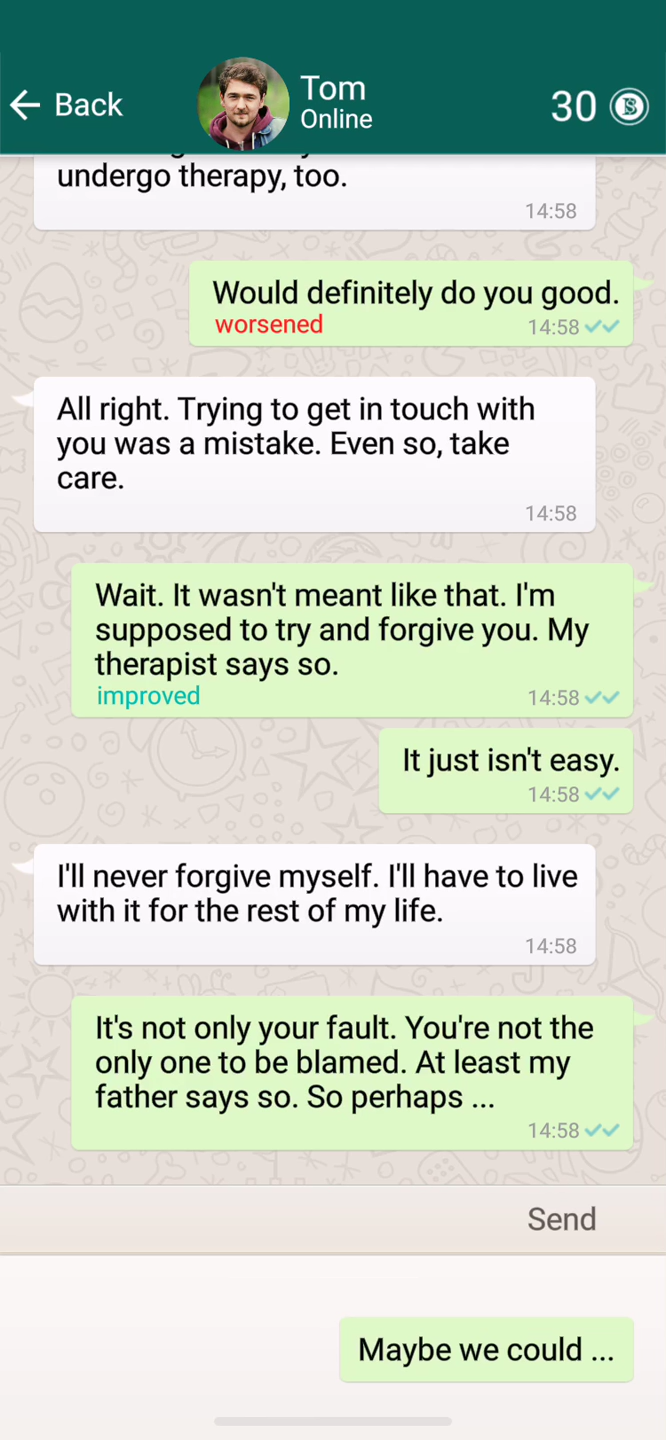 Back
Tom
Online
30
undergo therapy, too.
14:58
Would definitely do you good.
worsened
14:58
All right. Trying to get in touch with
you was a mistake. Even so, take
care.
14:58
Wait. It wasn't meant like that. I'm
supposed to try and forgive you. My
therapist says so.
improved
14:58
It just isn't easy.
14:58
I'll never forgive myself. I'll have to live
with it for the rest of my life.
14:58
It's not only your fault. You're not the
only one to be blamed. At least my
father says so. So perhaps ...
14:58
Send
Maybe we could ...